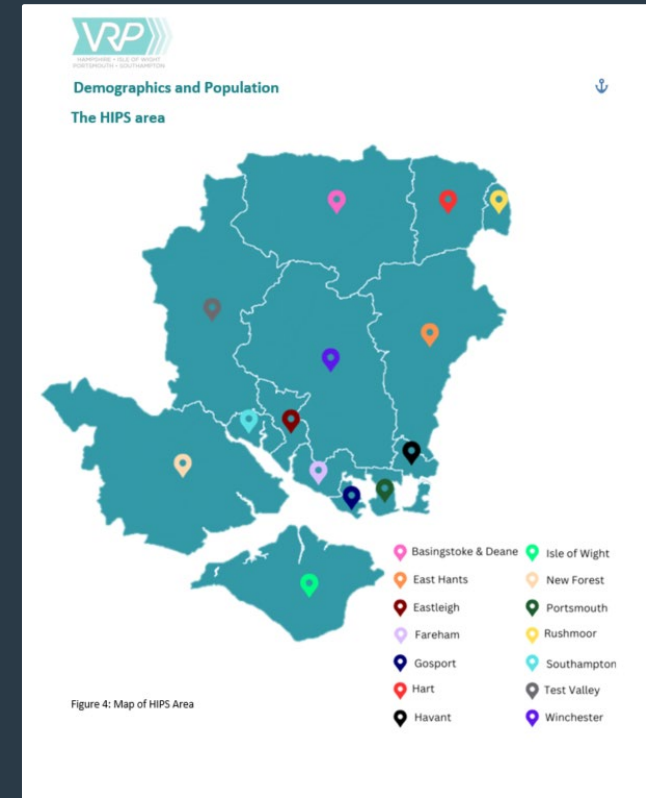 VRP
HAMPSHIRE • ISLE OF WIGHT
PORTSMOUTH • SOUTHAMPTON
Demographics and Population
The HIPS area
Basingstoke & Deane
Isle of Wight
East Hants
New Forest
Eastleigh
Portsmouth
Fareham
Rushmoor
Gosport
Southampton
Hart
Test Valley
Havant
Winchester
Figure 4: Map of HIPS Area